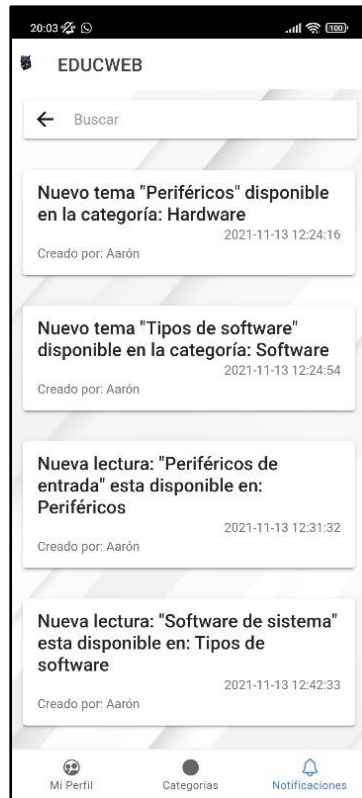 20:03
100
EDUCWEB
Buscar
Nuevo tema "Periféricos" disponible
en la categoría: Hardware
2021-11-13 12:24:16
Creado por: Aarón
Nuevo tema "Tipos de software"
disponible en la categoría: Software
2021-11-13 12:24:54
Creado por: Aarón
Nueva lectura: "Periféricos de
entrada" esta disponible en:
Periféricos
2021-11-13 12:31:32
Creado por: Aarón
Nueva lectura: "Software de sistema"
esta disponible en: Tipos de
software
2021-11-13 12:42:33
Creado por: Aarón
Mi Perfil
Categorías
Notificaciones